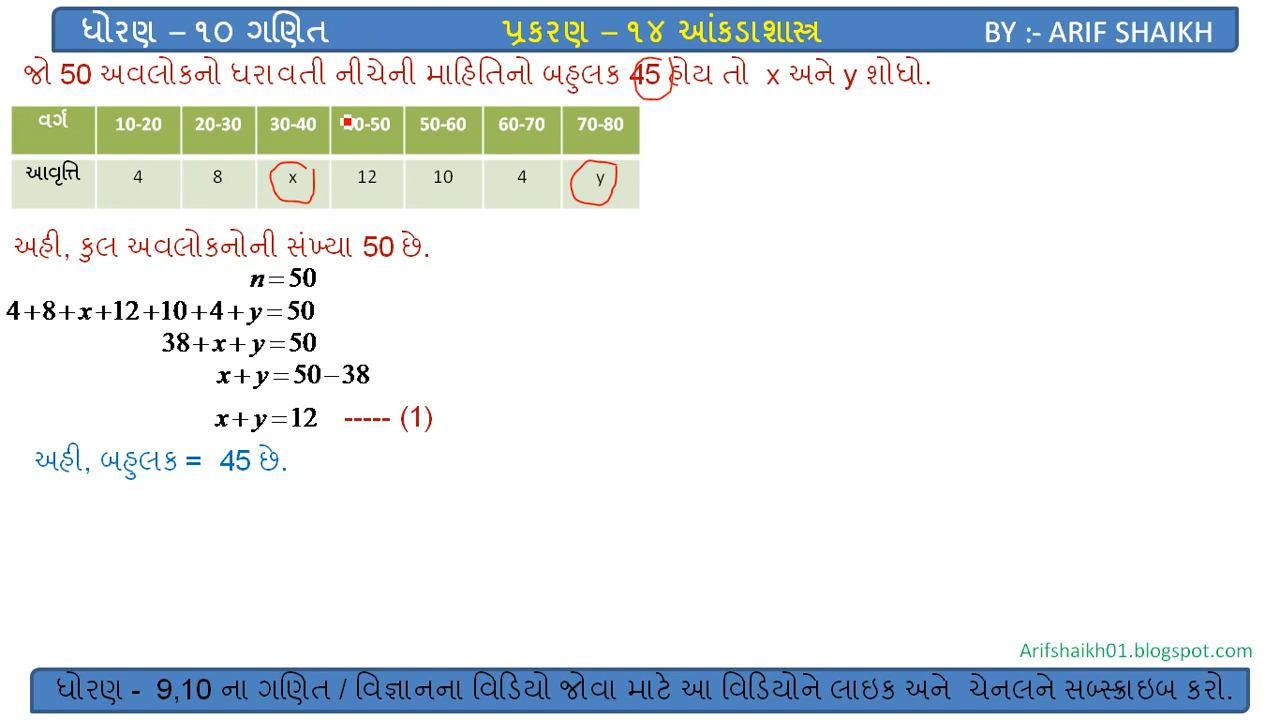 ધોરણ – ૧૦ ગણિત પ્રકરણ – ૧૪ આંકડાશાસ્ત્ર BY :- ARIF SHAIKH
જો 50 અવલોકનો ધરાવતી નીચેની માહિતિનો બહુલક 45 હોય તો x અને y શોધો.
વર્ગ 10-20 20-30 30-40 40-50 50-60 60-70 70-80
આવૃત્તિ 4 8 x 12 10 4 y
અહી, કુલ અવલોકનોની સંખ્યા 50 છે.
n = 50
4+8+x+12+10+4+y = 50
38+x+y = 50
x+y = 50−38
x+y = 12 ----- (1)
અહી, બહુલક = 45 છે.
Arifshaikh01.blogspot.com
ધોરણ - 9,10 ના ગણિત / વિજ્ઞાનના વિડિયો જોવા માટે આ વિડિયોને લાઇક અને ચેનલને સબ્સ્ક્રાઇબ કરો.